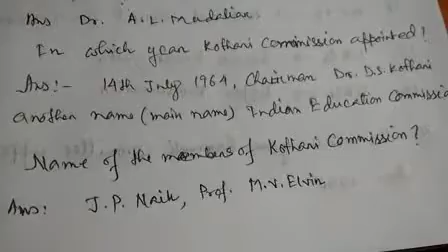 Ans Dr. A.L. Mudaliar
In which year Kothari Commission appointed?
Ans:- 14th July 1964, Chairman Dr. D.S. Kothari
another name (main name) Indian Education Commission
Name of the members of Kothari Commission?
Ans: J.P. Naik, Prof. M.V. Elvin